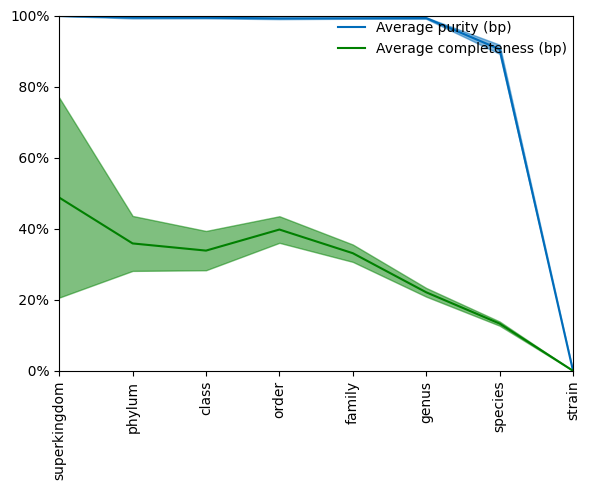 100%
80%
60%
40%
20%
0%
Average purity (bp)
Average completeness (bp)
superkingdom
phylum
class
order
family
genus
species
strain